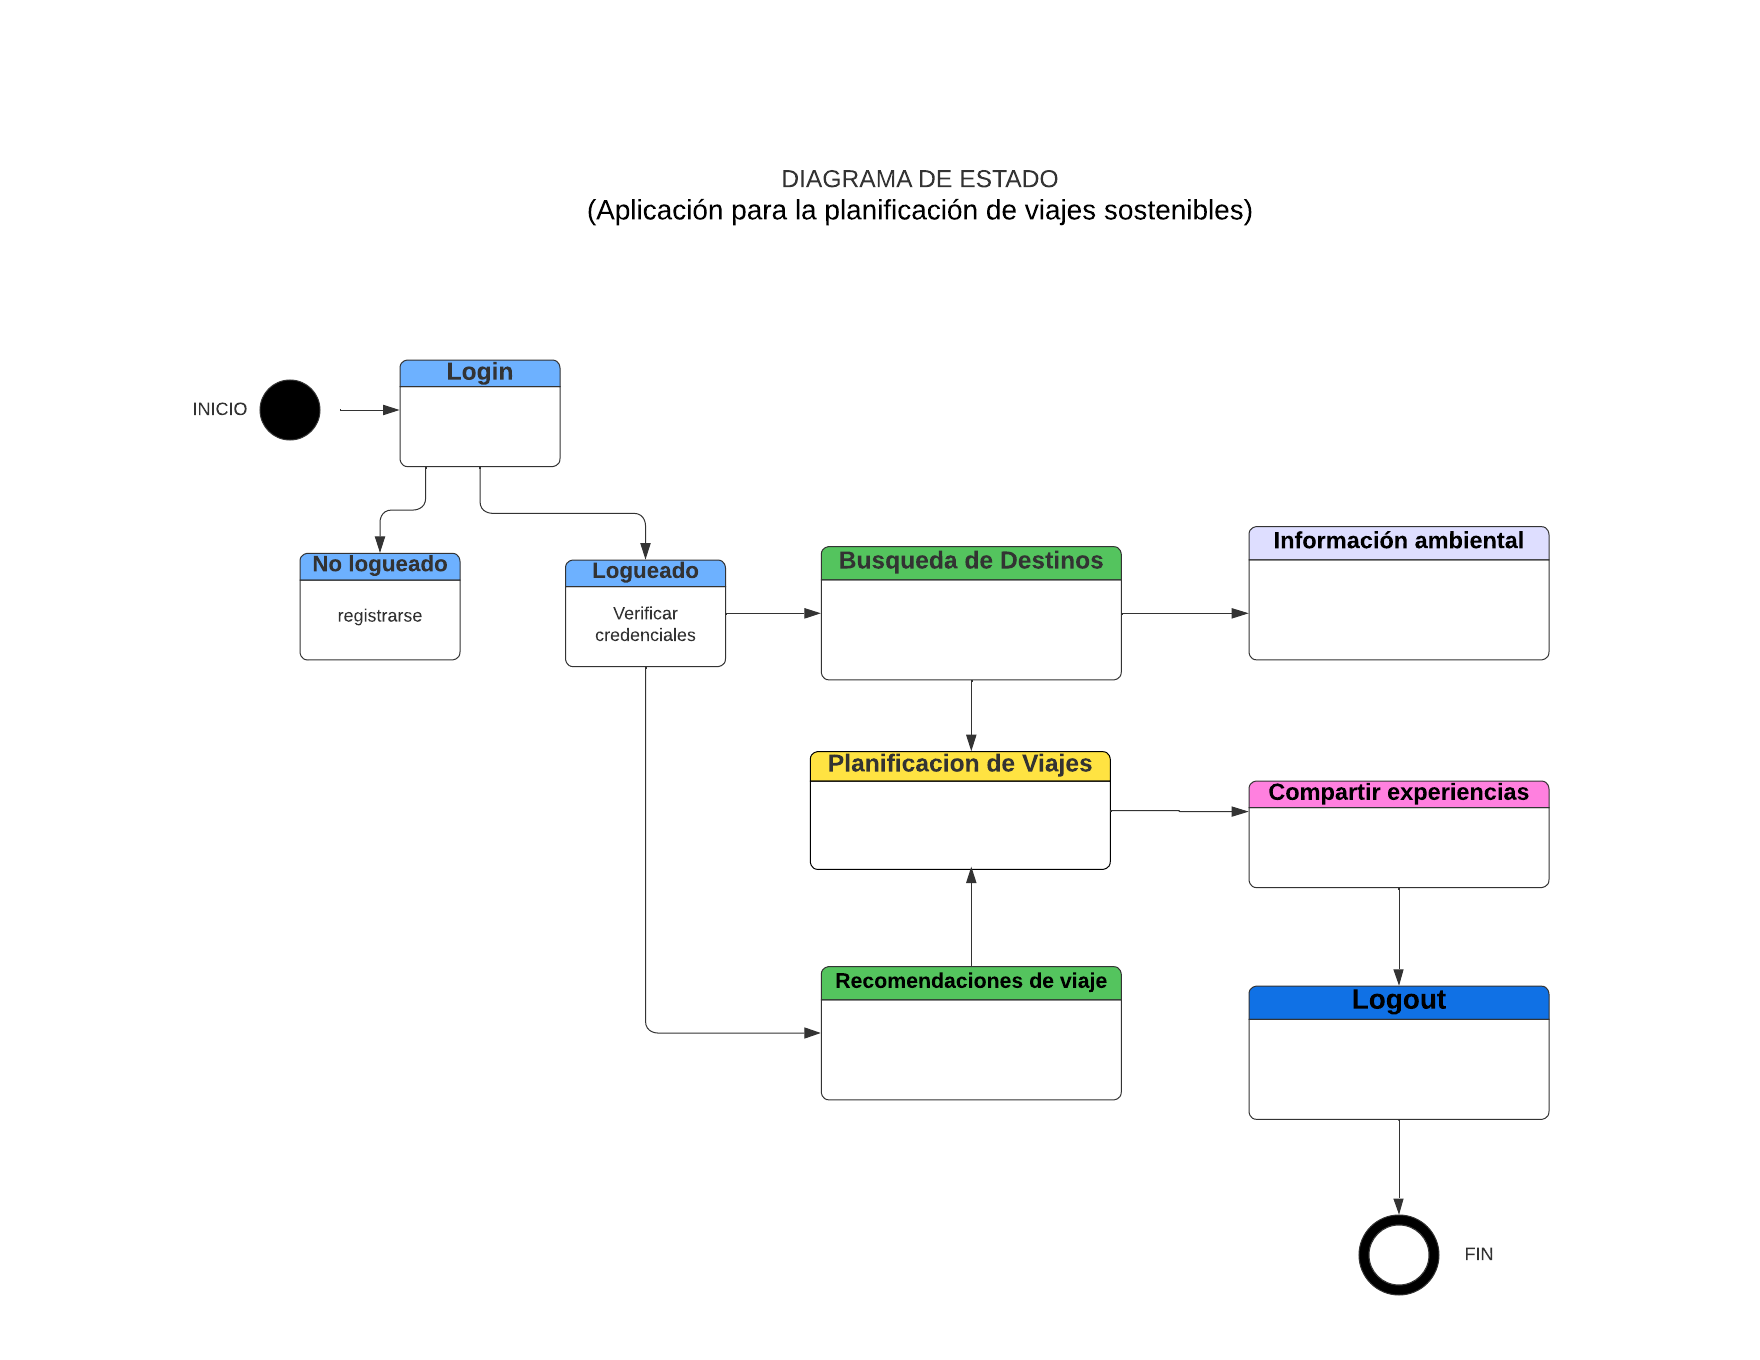 DIAGRAMA DE ESTADO
(Aplicación para la planificación de viajes sostenibles)
Login
INICIO
No logueado
registrarse
Logueado
Verificar
credenciales
Busqueda de Destinos
Información ambiental
Planificacion de Viajes
Compartir experiencias
Recomendaciones de viaje
Logout
FIN